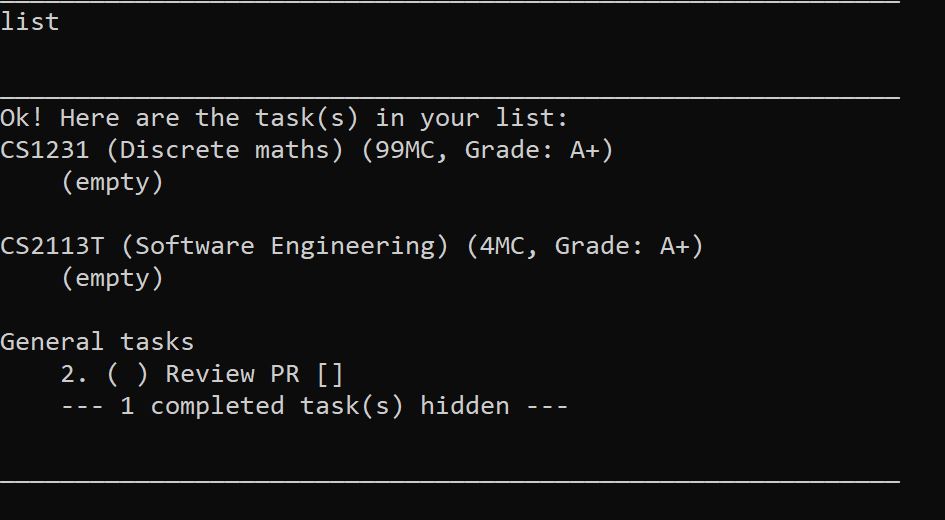 list
Ok! Here are the task(s) in your list:
CS1231 (Discrete maths) (99MC, Grade: A+)
(empty)
CS2113T (Software Engineering) (4MC, Grade: A+)
(empty)
General tasks
2. ( ) Review PR []
--- 1 completed task(s) hidden ---